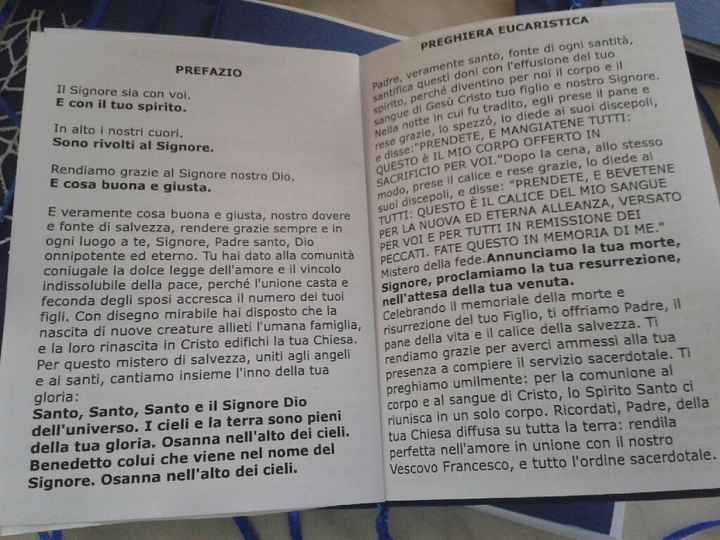 PREFAZIO
Il Signore sia con voi.
E con il tuo spirito.
In alto i nostri cuori.
Sono rivolti al Signore.
Rendiamo grazie al Signore nostro Dio.
E cosa buona e giusta.
E veramente cosa buona e giusta, nostro dovere
e fonte di salvezza, rendere grazie sempre e in
ogni luogo a te, Signore, Padre santo, Dio
onnipotente ed eterno. Tu hai dato alla comunità
coniugale la dolce legge dell'amore e il vincolo
indissolubile della pace, perché l'unione casta e
feconda degli sposi accresca il numero dei tuoi
figli. Con disegno mirabile hai disposto che la
nascita di nuove creature allieti l'umana famiglia,
e la loro rinascita in Cristo edifichi la tua Chiesa.
Per questo mistero di salvezza, uniti agli angeli
e ai santi, cantiamo insieme l'inno della tua
gloria:
Santo, Santo, Santo e il Signore Dio
dell'universo. I cieli e la terra sono pieni
della tua gloria. Osanna nell'alto dei cieli.
Benedetto colui che viene nel nome del
Signore. Osanna nell'alto dei cieli.
PREGHIERA EUCARISTICA
Padre, veramente santo, fonte di ogni santità,
santifica questi doni con l'effusione del tuo
spirito, perché diventino per noi il corpo e il
sangue di Gesù Cristo tuo figlio e nostro Signore.
Nella notte in cui fu tradito, egli prese il pane e
rese grazie, lo spezzó, lo diede ai suoi discepoli,
e disse:"PRENDETE, E MANGIATENE TUTTI:
QUESTO È IL MIO CORPO OFFERTO IN
SACRIFICIO PER VOI."Dopo la cena, allo stesso
modo, prese il calice e rese grazie, lo diede ai
suoi discepoli, e disse: "PRENDETE, E BEVETENE
TUTTI: QUESTO È IL CALICE DEL MIO SANGUE
PER LA NUOVA ED ETERNA ALLEANZA, VERSATO
PER VOI E PER TUTTI IN REMISSIONE DEI
PECCATI. FATE QUESTO IN MEMORIA DI ME."
Mistero della fede.Annunciamo la tua morte,
Signore, proclamiamo la tua resurrezione,
nell'attesa della tua venuta.
Celebrando il memoriale della morte e
risurrezione del tuo Figlio, ti offriamo Padre, il
pane della vita e il calice della salvezza. Ti
rendiamo grazie per averci ammessi alla tua
presenza a compiere il servizio sacerdotale. Ti
preghiamo umilmente: per la comunione al
corpo e al sangue di Cristo, lo Spirito Santo ci
riunisca in un solo corpo. Ricordati, Padre, della
tua Chiesa diffusa su tutta la terra: rendila
perfetta nell'amore in unione con il nostro
Vescovo Francesco, e tutto l'ordine sacerdotale.